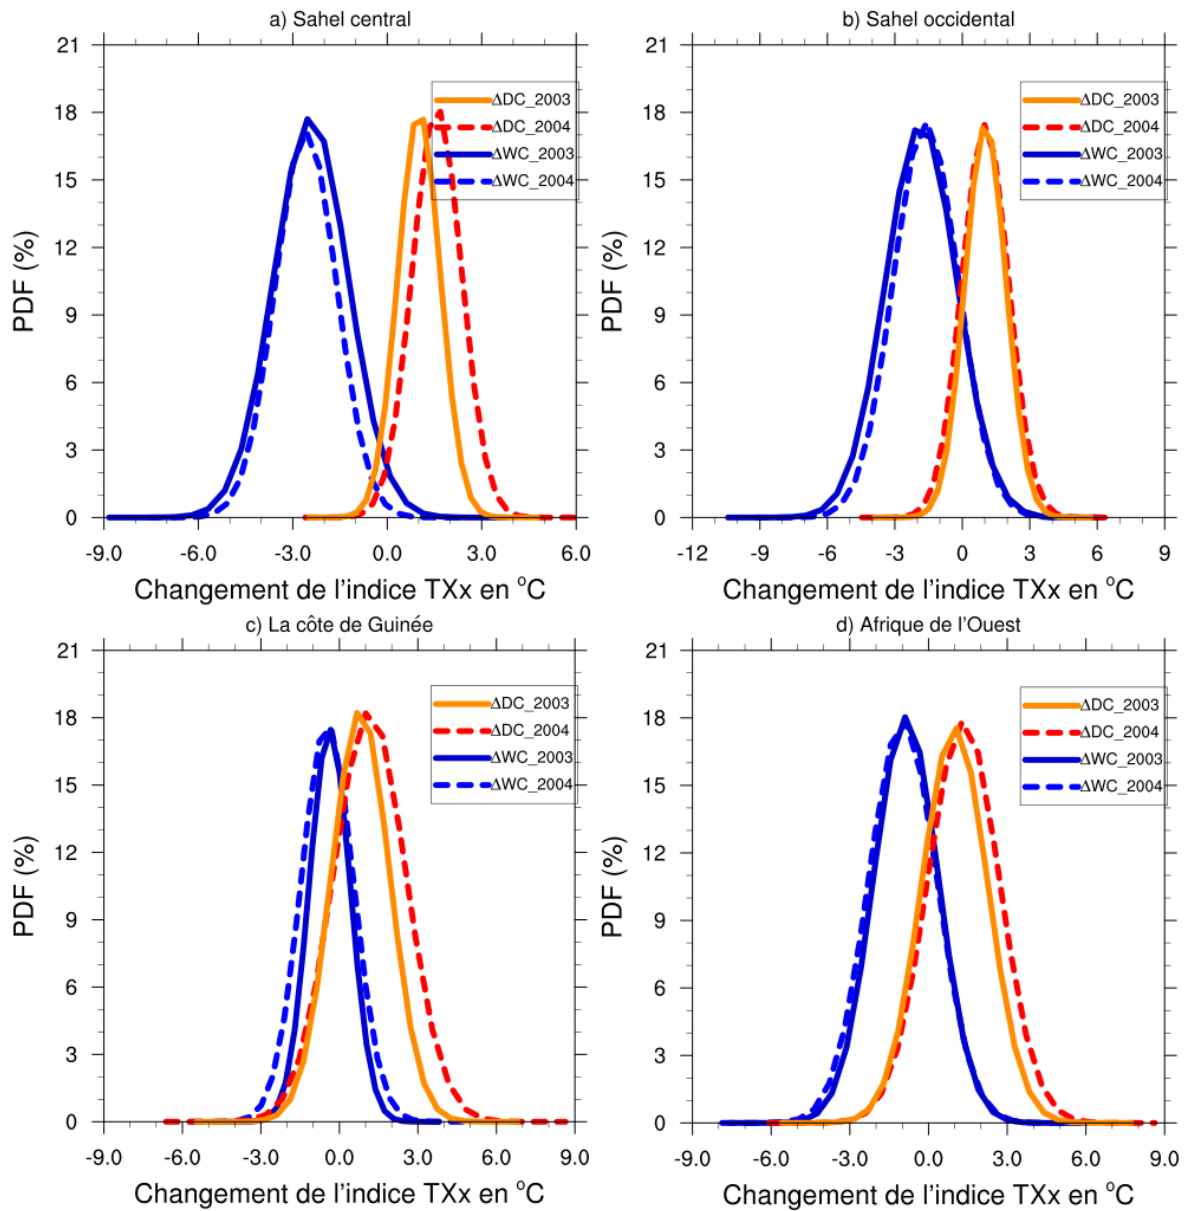 a) Sahel central
21
18
15
12
9
6
3
0
PDF (%)
ΔDC_2003
ΔDC_2004
ΔWC_2003
ΔWC_2004
-9.0 -6.0 -3.0 0.0 3.0 6.0
Changement de l'indice TXx en °C
b) Sahel occidental
21
18
15
12
9
6
3
0
PDF (%)
ΔDC_2003
ΔDC_2004
ΔWC_2003
ΔWC_2004
-12 -9 -6 -3 0 3 6 9
Changement de l'indice TXx en °C
c) La côte de Guinée
21
18
15
12
9
6
3
0
PDF (%)
ΔDC_2003
ΔDC_2004
ΔWC_2003
ΔWC_2004
-9.0 -6.0 -3.0 0.0 3.0 6.0 9.0
Changement de l'indice TXx en °C
d) Afrique de l'Ouest
21
18
15
12
9
6
3
0
PDF (%)
ΔDC_2003
ΔDC_2004
ΔWC_2003
ΔWC_2004
-9.0 -6.0 -3.0 0.0 3.0 6.0 9.0
Changement de l'indice TXx en °C